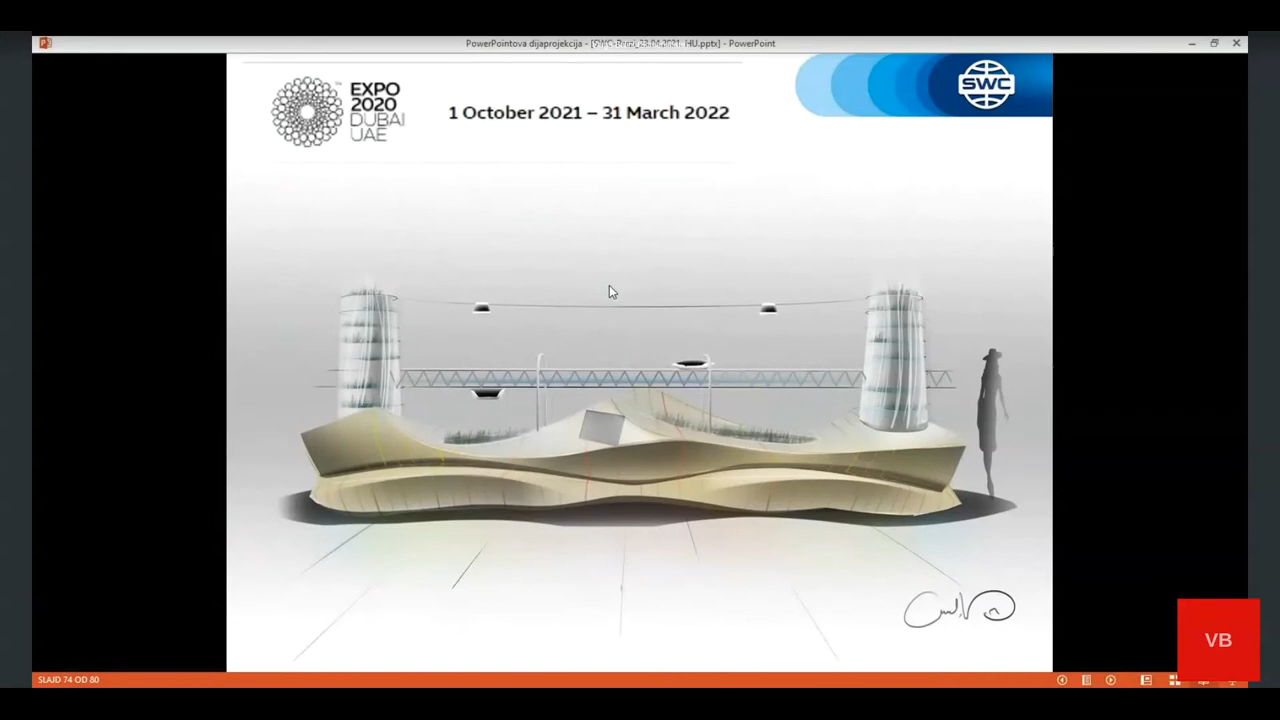 PowerPointova dijaprojekcija - [SWC-Prezi_23.04.2021. HU.pptx] - PowerPoint
EXPO
2020
DUBAI
UAE
1 October 2021 – 31 March 2022
SWC
VB
SLAJD 74 OD 80